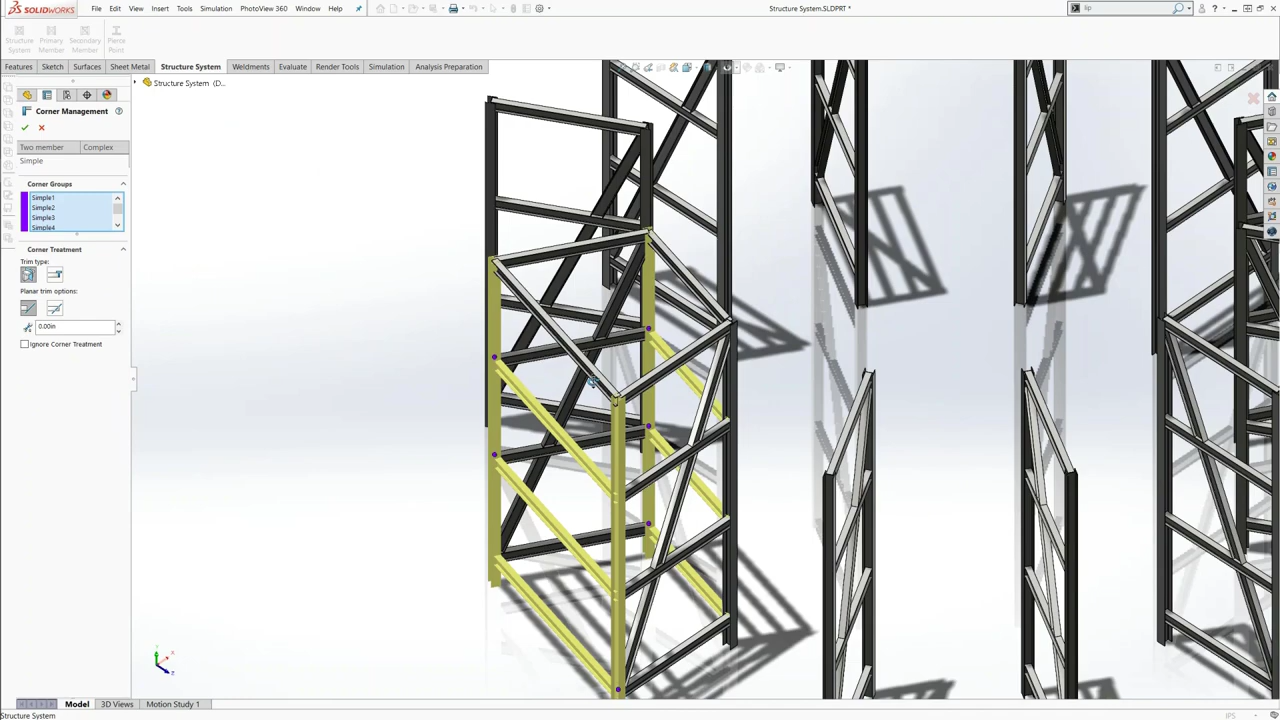 SOLIDWORKS File Edit View Insert Tools Simulation PhotoView 360 Window Help Structure System.SLDPRT * lip
Structure System Primary Member Secondary Member Pierce Point
Features Sketch Surfaces Sheet Metal Structure System Weldments Evaluate Render Tools Simulation Analysis Preparation
Structure System (D...
Corner Management
Two member Complex
Simple
Corner Groups
Simple1
Simple2
Simple3
Simple4
Corner Treatment
Trim type:
Planar trim options:
0.00in
Ignore Corner Treatment
Y
X
Z
Model 3D Views Motion Study 1
Structure System IPS